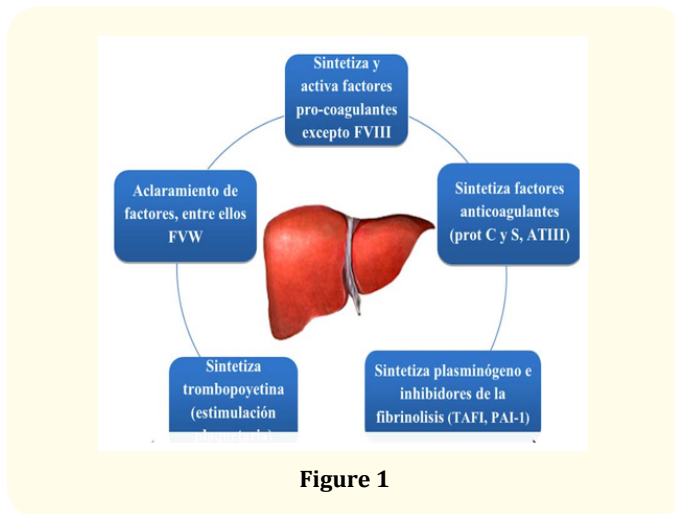 Sintetiza y
activa factores
pro-coagulantes
excepto FVIII
Aclaramiento de
factores, entre ellos
FVW
Sintetiza factores
anticoagulantes
(prot C y S, ATIII)
Sintetiza
trombopoyetina
(estimulación
Sintetiza plasminógeno e
inhibidores de la
fibrinolisis (TAFI, PAI-1)
Figure 1